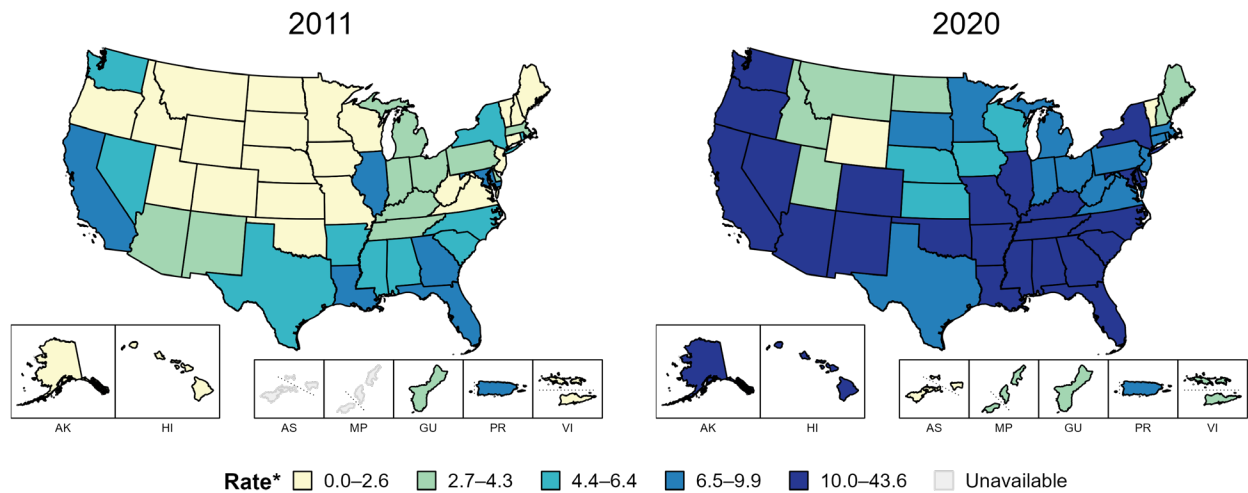 2011 2020
AK HI AS MP GU PR VI AK HI AS MP GU PR VI
Rate* 0.0–2.6 2.7–4.3 4.4–6.4 6.5–9.9 10.0–43.6 Unavailable